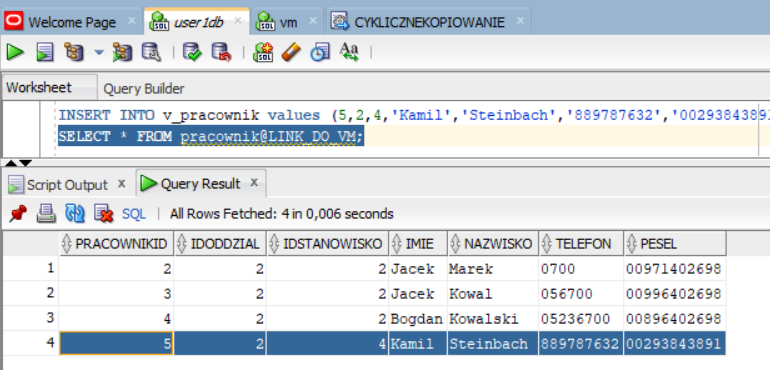 Welcome Page × user1db × vm × CYKLICZNEKOPIOWANIE ×
Worksheet Query Builder
INSERT INTO v_pracownik values (5,2,4,'Kamil','Steinbach','889787632','00293843891
SELECT * FROM pracownik@LINK_DO_VM;
Script Output x Query Result x
SQL | All Rows Fetched: 4 in 0,006 seconds
PRACOWNIKID IDODDZIAL IDSTANOWISKO IMIE NAZWISKO TELEFON PESEL
1 2 2 2 Jacek Marek 0700 00971402698
2 3 2 2 Jacek Kowal 056700 00996402698
3 4 2 2 Bogdan Kowalski 05236700 00896402698
4 5 2 4 Kamil Steinbach 889787632 00293843891